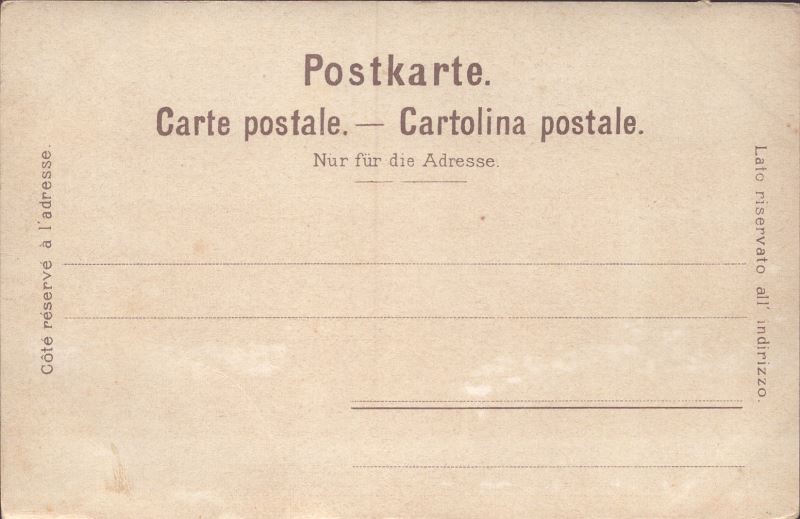 Postkarte.
Carte postale. — Cartolina postale.
Nur für die Adresse.
Côté réservé à l'adresse.
Lato riservato all' indirizzo.